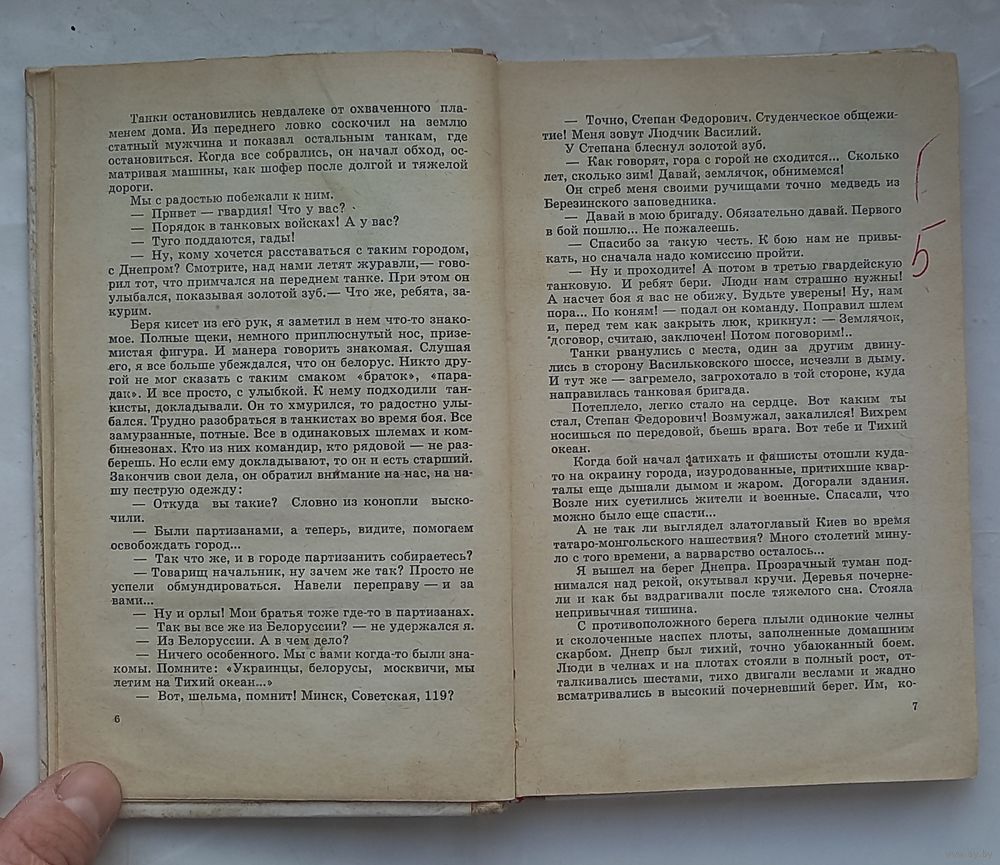 Танки остановились невдалеке от охваченного пла-
менем дома. Из переднего ловко соскочил на землю
статный мужчина и показал остальным танкам, где
остановиться. Когда все собрались, он начал обход, ос-
матривая машины, как шофер после долгой и тяжелой
дороги.
Мы с радостью побежали к ним.
— Привет — гвардия! Что у вас?
— Порядок в танковых войсках! А у вас?
— Туго поддаются, гады!
— Ну, кому хочется расставаться с таким городом,
с Днепром? Смотрите, над нами летят журавли,— гово-
рил тот, что примчался на переднем танке. При этом он
улыбался, показывая золотой зуб.— Что же, ребята, за-
курим.
Беря кисет из его рук, я заметил в нем что-то знако-
мое. Полные щеки, немного приплюснутый нос, призе-
мистая фигура. И манера говорить знакомая. Слушая
его, я все больше убеждался, что он белорус. Никто дру-
гой не мог сказать с таким смаком «браток», «пара-
дак». И все просто, с улыбкой. К нему подходили тан-
кисты, докладывали. Он то хмурился, то радостно улы-
бался. Трудно разобраться в танкистах во время боя. Все
замурзанные, потные. Все в одинаковых шлемах и ком-
бинезонах. Кто из них командир, кто рядовой — не раз-
берешь. Но если ему докладывают, то он и есть старший.
Закончив свои дела, он обратил внимание на нас, на на-
шу пеструю одежду:
— Откуда вы такие? Словно из конопли выско-
чили.
— Были партизанами, а теперь, видите, помогаем
освобождать город...
— Так что же, и в городе партизанить собираетесь?
— Товарищ начальник, ну зачем же так? Просто не
успели обмундироваться. Навели переправу — и за
вами...
— Ну и орлы! Мои братья тоже где-то в партизанах.
— Так вы все же из Белоруссии? — не удержался я.
— Из Белоруссии. А в чем дело?
— Ничего особенного. Мы с вами когда-то были зна-
комы. Помните: «Украинцы, белорусы, москвичи, мы
летим на Тихий океан...»
— Вот, шельма, помнит! Минск, Советская, 119?
6
— Точно, Степан Федорович. Студенческое общежи-
тие! Меня зовут Людчик Василий.
У Степана блеснул золотой зуб.
— Как говорят, гора с горой не сходится... Сколько
лет, сколько зим! Давай, землячок, обнимемся!
Он сгреб меня своими ручищами точно медведь из
Березинского заповедника.
— Давай в мою бригаду. Обязательно давай. Первого
в бой пошлю... Не пожалеешь.
— Спасибо за такую честь. К бою нам не привы-
кать, но сначала надо комиссию пройти.
— Ну и проходите! А потом в третью гвардейскую
танковую. И ребят бери. Люди нам страшно нужны!
А насчет боя я вас не обижу. Будьте уверены! Ну, нам
пора... По коням! — подал он команду. Поправил шлем
и, перед тем как закрыть люк, крикнул: — Землячок,
договор, считаю, заключен! Потом поговорим!..
Танки рванулись с места, один за другим двину-
лись в сторону Васильковского шоссе, исчезли в дыму.
И тут же — загремело, загрохотало в той стороне, куда
направилась танковая бригада.
Потеплело, легко стало на сердце. Вот каким ты
стал, Степан Федорович! Возмужал, закалился! Вихрем
носишься по передовой, бьешь врага. Вот тебе и Тихий
океан.
Когда бой начал затихать и фашисты отошли куда-
то на окраину города, изуродованные, притихшие квар-
талы еще дышали дымом и жаром. Догорали здания.
Возле них суетились жители и военные. Спасали, что
можно было еще спасти...
А не так ли выглядел златоглавый Киев во время
татаро-монгольского нашествия? Много столетий мину-
ло с того времени, а варварство осталось...
Я вышел на берег Днепра. Прозрачный туман под-
нимался над рекой, окутывал кручи. Деревья почерне-
ли и как бы вздрагивали после тяжелого сна. Стояла
непривычная тишина.
С противоположного берега плыли одинокие челны
и сколоченные наспех плоты, заполненные домашним
скарбом. Днепр был тихий, точно убаюканный боем.
Люди в челнах и на плотах стояли в полный рост, от-
талкивались шестами, тихо двигали веслами и жадно
всматривались в высокий почерневший берег. Им, ко-
7
5